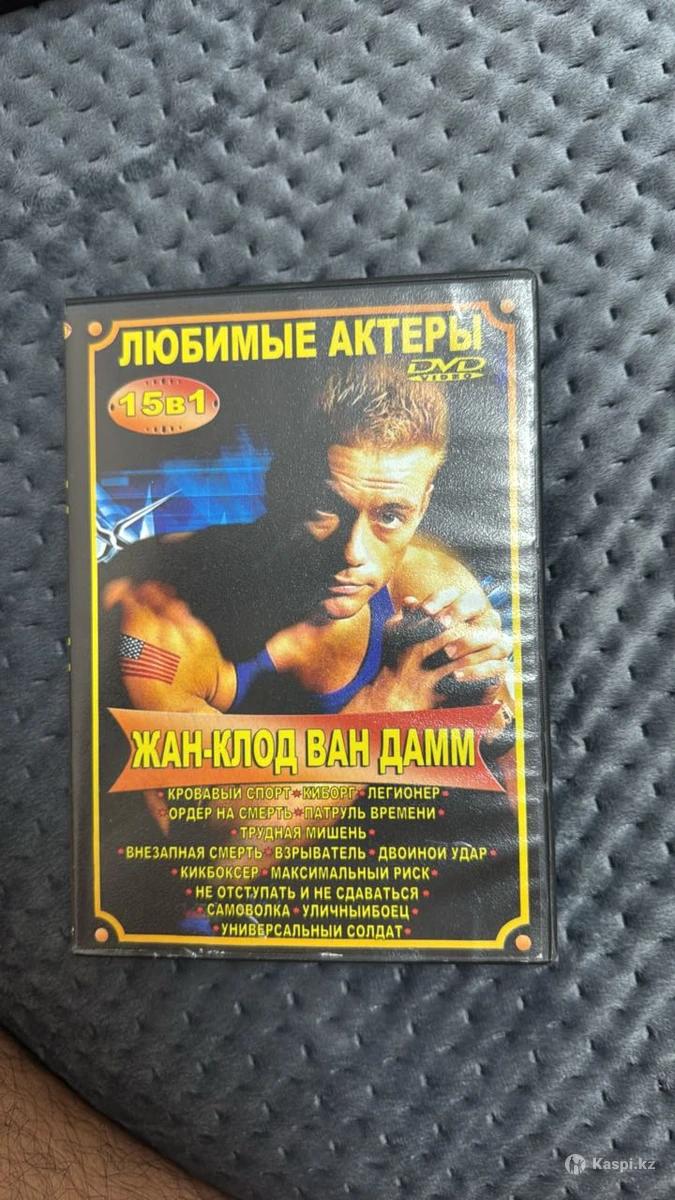 ЛЮБИМЫЕ АКТЕРЫ
DVD
VIDEO
15в1
ЖАН-КЛОД ВАН ДАММ
КРОВАВЫЙ СПОРТ КИБОРГ ЛЕГИОНЕР
ОРДЕР НА СМЕРТЬ ПАТРУЛЬ ВРЕМЕНИ
ТРУДНАЯ МИШЕНЬ
ВНЕЗАПНАЯ СМЕРТЬ ВЗРЫВАТЕЛЬ ДВОИНОИ УДАР
КИКБОКСЕР МАКСИМАЛЬНЫЙ РИСК
НЕ ОТСТУПАТЬ И НЕ СДАВАТЬСЯ
САМОВОЛКА УЛИЧНЫЙБОЕЦ
УНИВЕРСАЛЬНЫЙ СОЛДАТ
Kaspi.kz